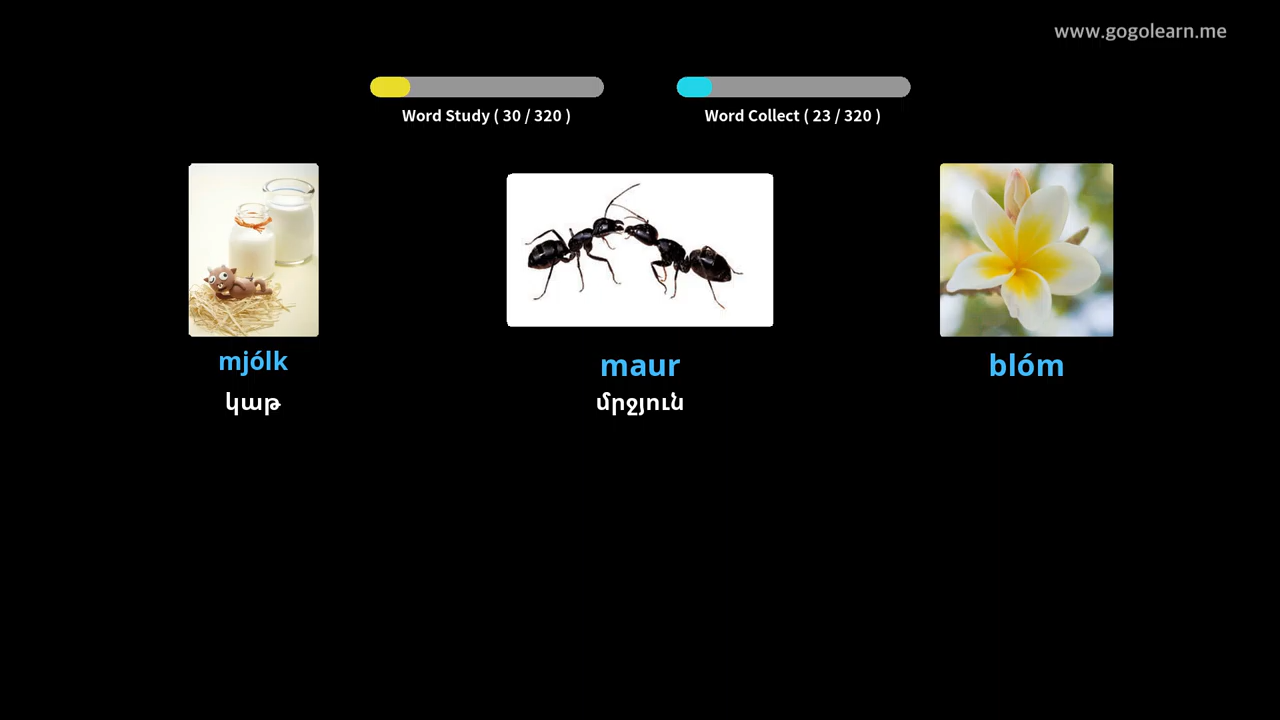 www.gogolearn.me
Word Study ( 30 / 320 )
Word Collect ( 23 / 320 )
mjólk
maur
blóm
կաթ
մրջյուն